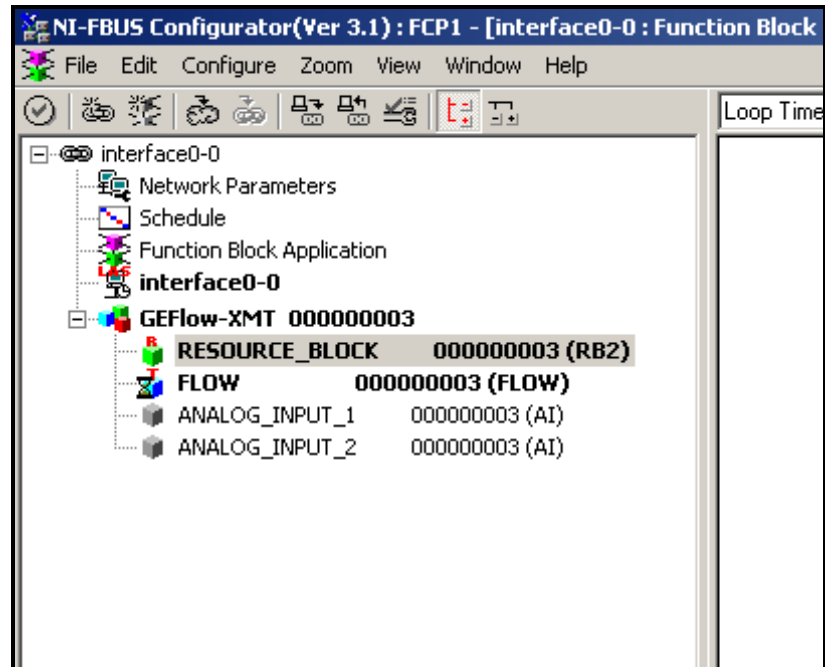 NI-FBUS Configurator(Ver 3.1) : FCP1 - [interface0-0 : Function Block
File Edit Configure Zoom View Window Help
Loop Time
interface0-0
Network Parameters
Schedule
Function Block Application
LAS
interface0-0
GEFlow-XMT 000000003
R
RESOURCE_BLOCK 000000003 (RB2)
T
FLOW 000000003 (FLOW)
ANALOG_INPUT_1 000000003 (AI)
ANALOG_INPUT_2 000000003 (AI)